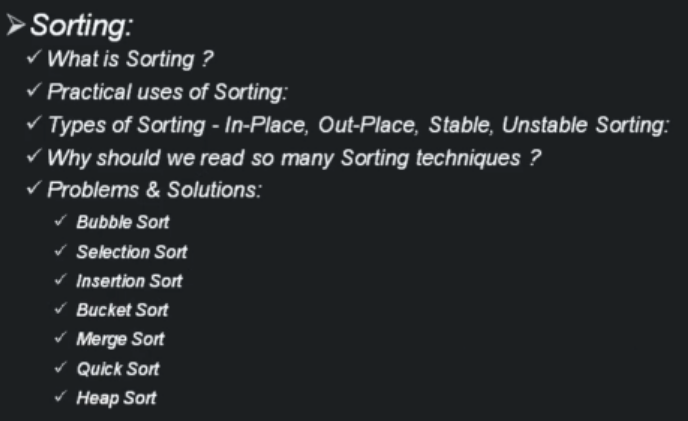 ➢ Sorting:
✓ What is Sorting ?
✓ Practical uses of Sorting:
✓ Types of Sorting - In-Place, Out-Place, Stable, Unstable Sorting:
✓ Why should we read so many Sorting techniques ?
✓ Problems & Solutions:
✓ Bubble Sort
✓ Selection Sort
✓ Insertion Sort
✓ Bucket Sort
✓ Merge Sort
✓ Quick Sort
✓ Heap Sort